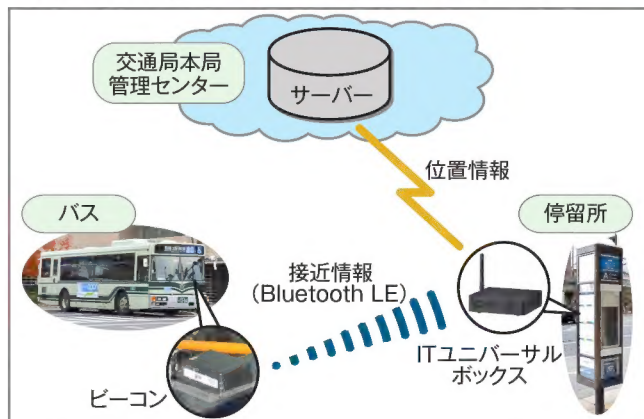 交通局本局
管理センター
サーバー
位置情報
バス
停留所
接近情報
（Bluetooth LE）
ITユニバーサル
ボックス
ビーコン